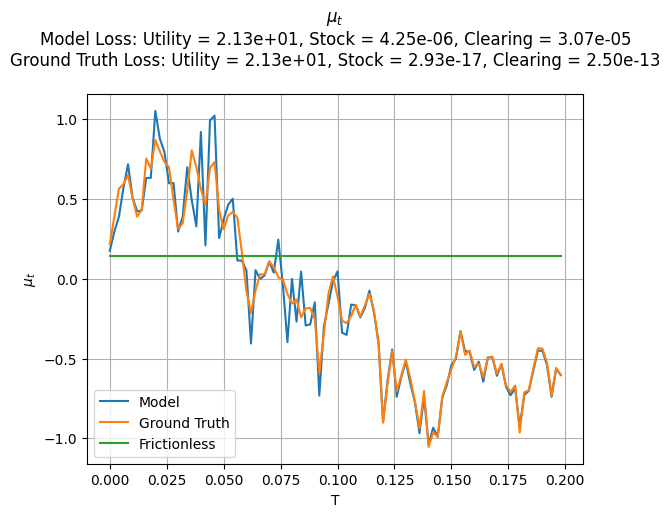 μₜ
Model Loss: Utility = 2.13e+01, Stock = 4.25e-06, Clearing = 3.07e-05
Ground Truth Loss: Utility = 2.13e+01, Stock = 2.93e-17, Clearing = 2.50e-13
1.0
0.5
0.0
−0.5
−1.0
μₜ
Model
Ground Truth
Frictionless
0.000 0.025 0.050 0.075 0.100 0.125 0.150 0.175 0.200
T